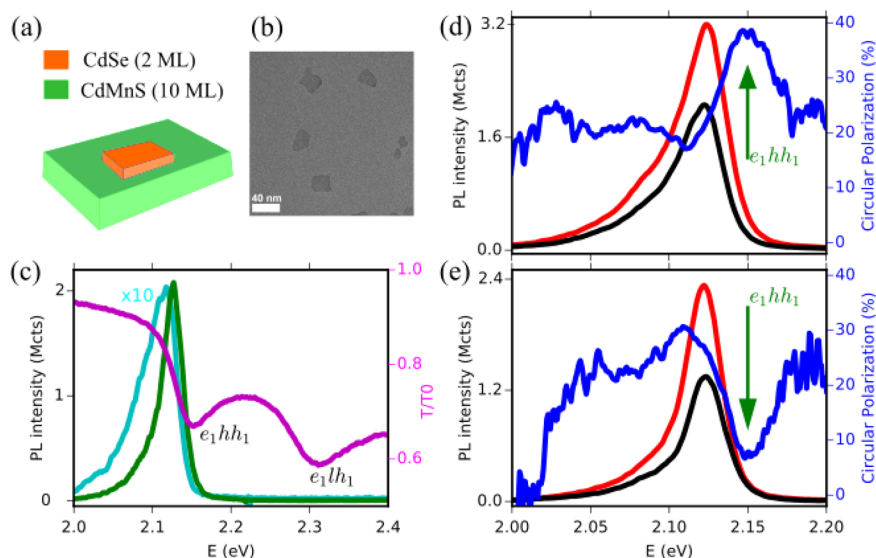 (a)
CdSe (2 ML)
CdMnS (10 ML)
(b)
40 nm
(c)
x10
e₁hh₁
e₁lh₁
PL intensity (Mcts)
2
1
0
T/T0
1.0
0.8
0.6
2.0 2.1 2.2 2.3 2.4
E (eV)
(d)
e₁hh₁
PL intensity (Mcts)
3.2
1.6
0.0
Circular Polarization (%)
40
30
20
10
0
(e)
e₁hh₁
PL intensity (Mcts)
2.4
1.2
0.0
Circular Polarization (%)
40
30
20
10
0
2.00 2.05 2.10 2.15 2.20
E (eV)